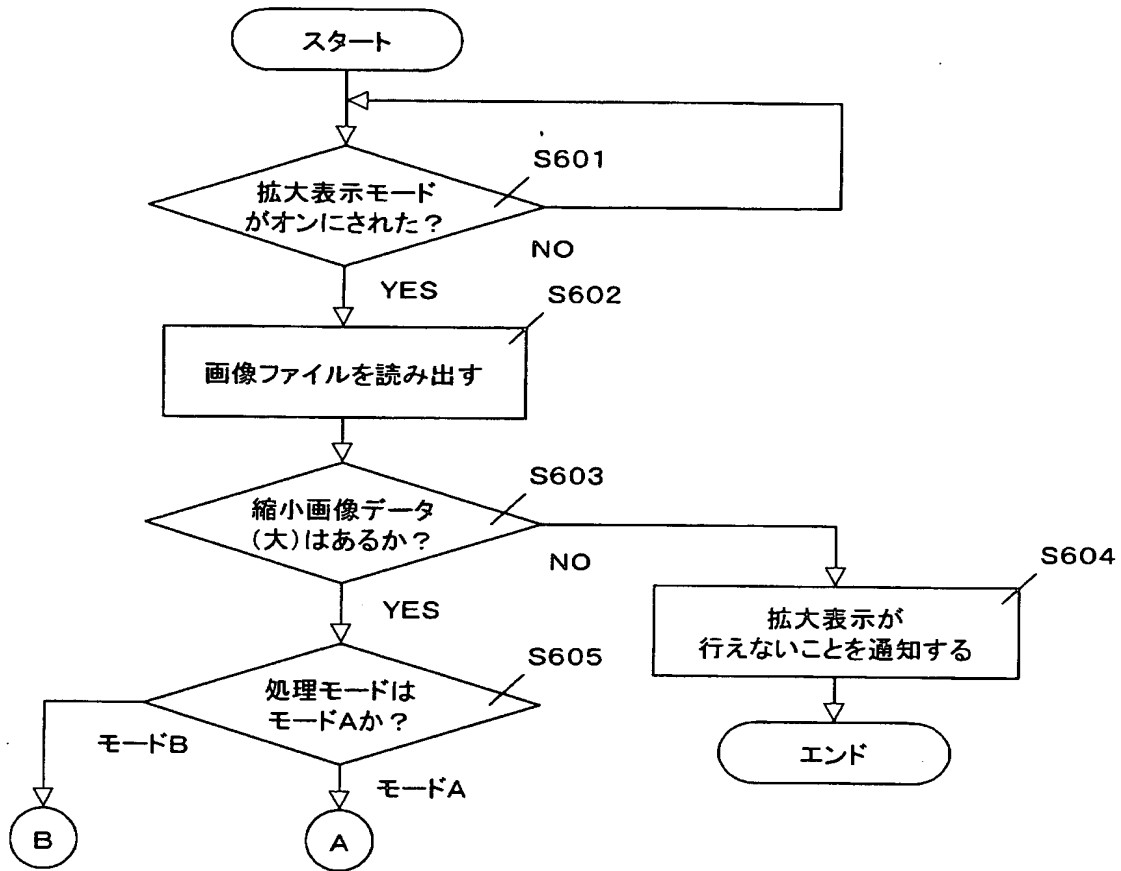 スタート
S601
拡大表示モード
がオンにされた？
NO
YES
S602
画像ファイルを読み出す
S603
縮小画像データ
（大）はあるか？
NO
YES
S604
拡大表示が
行えないことを通知する
S605
処理モードは
モードAか？
モードB
モードA
エンド
B
A